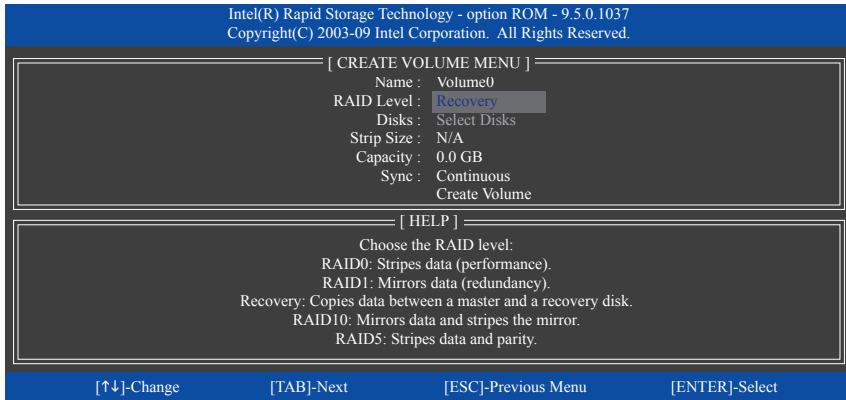 Intel(R) Rapid Storage Technology - option ROM - 9.5.0.1037
Copyright(C) 2003-09 Intel Corporation. All Rights Reserved.
[ CREATE VOLUME MENU ]
Name : Volume0
RAID Level : Recovery
Disks : Select Disks
Strip Size : N/A
Capacity : 0.0 GB
Sync : Continuous
Create Volume
[ HELP ]
Choose the RAID level:
RAID0: Stripes data (performance).
RAID1: Mirrors data (redundancy).
Recovery: Copies data between a master and a recovery disk.
RAID10: Mirrors data and stripes the mirror.
RAID5: Stripes data and parity.
[↑↓]-Change [TAB]-Next [ESC]-Previous Menu [ENTER]-Select